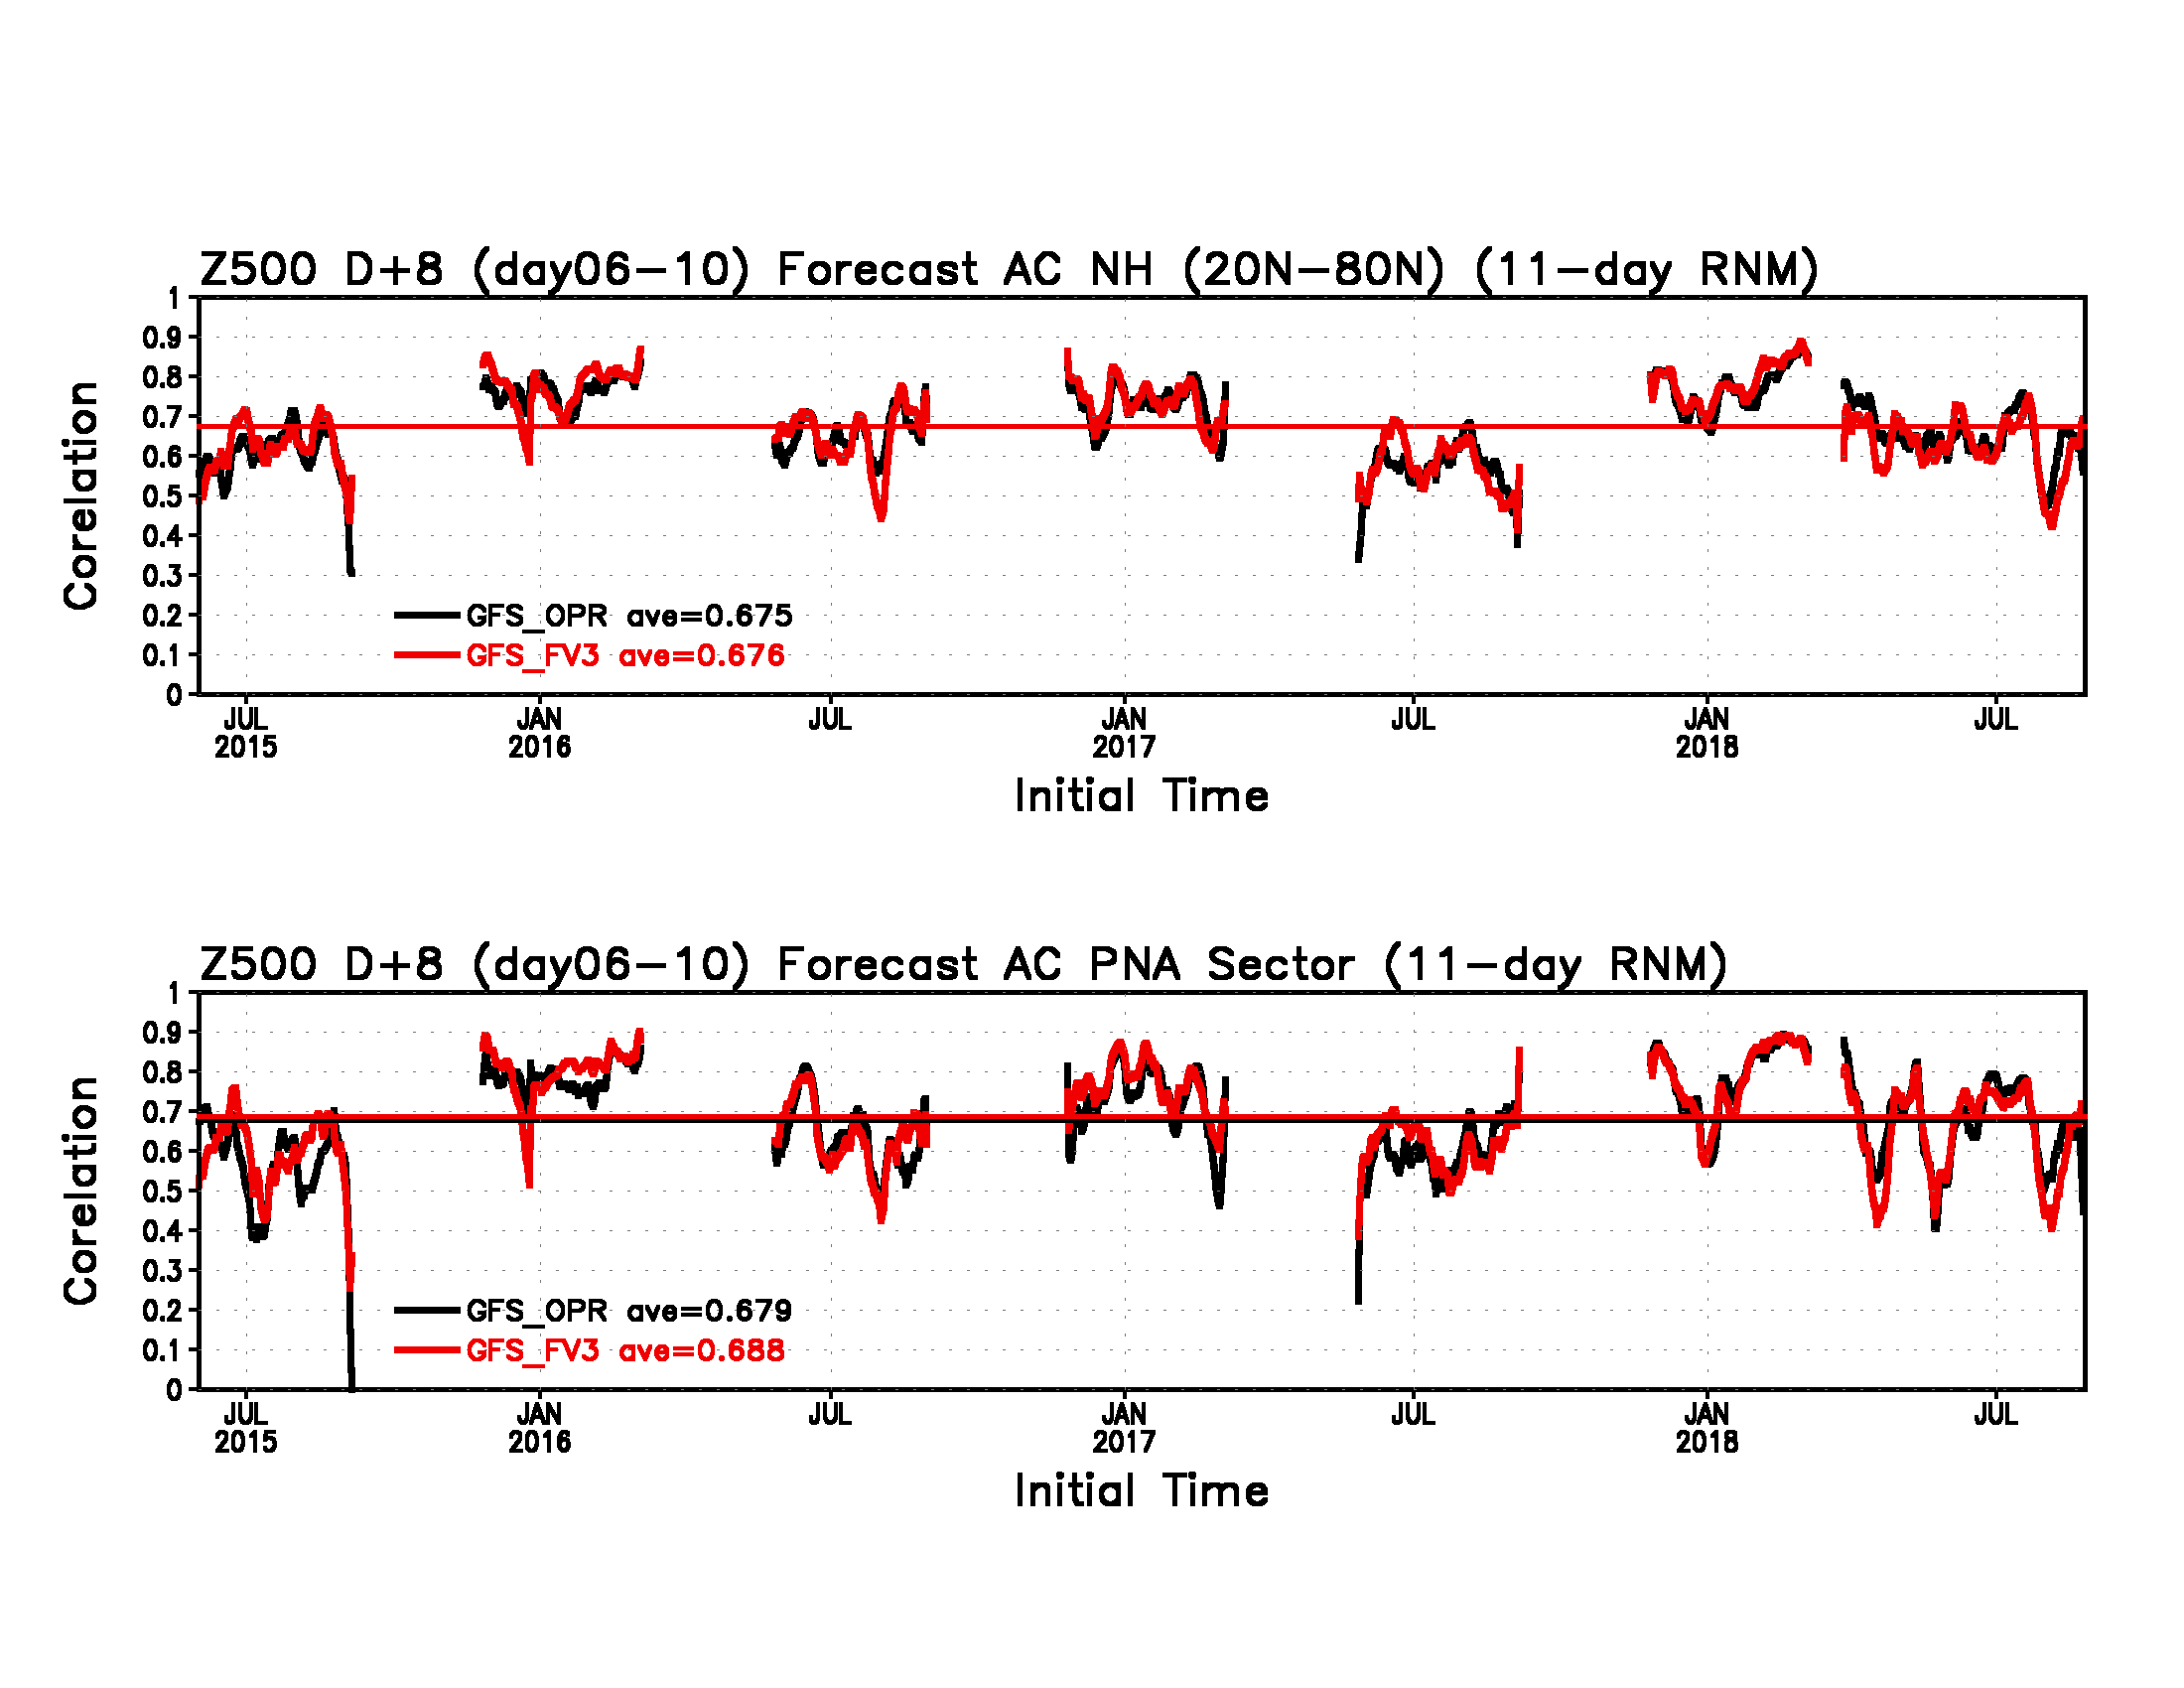 Z500 D+8 (day06-10) Forecast AC NH (20N-80N) (11-day RNM)
1
0.9
0.8
0.7
0.6
0.5
0.4
0.3
0.2
0.1
0
Corelation
GFS_OPR ave=0.675
GFS_FV3 ave=0.676
JUL JAN JUL JAN JUL JAN JUL
2015 2016 2017 2018
Initial Time
Z500 D+8 (day06-10) Forecast AC PNA Sector (11-day RNM)
1
0.9
0.8
0.7
0.6
0.5
0.4
0.3
0.2
0.1
0
Corelation
GFS_OPR ave=0.679
GFS_FV3 ave=0.688
JUL JAN JUL JAN JUL JAN JUL
2015 2016 2017 2018
Initial Time